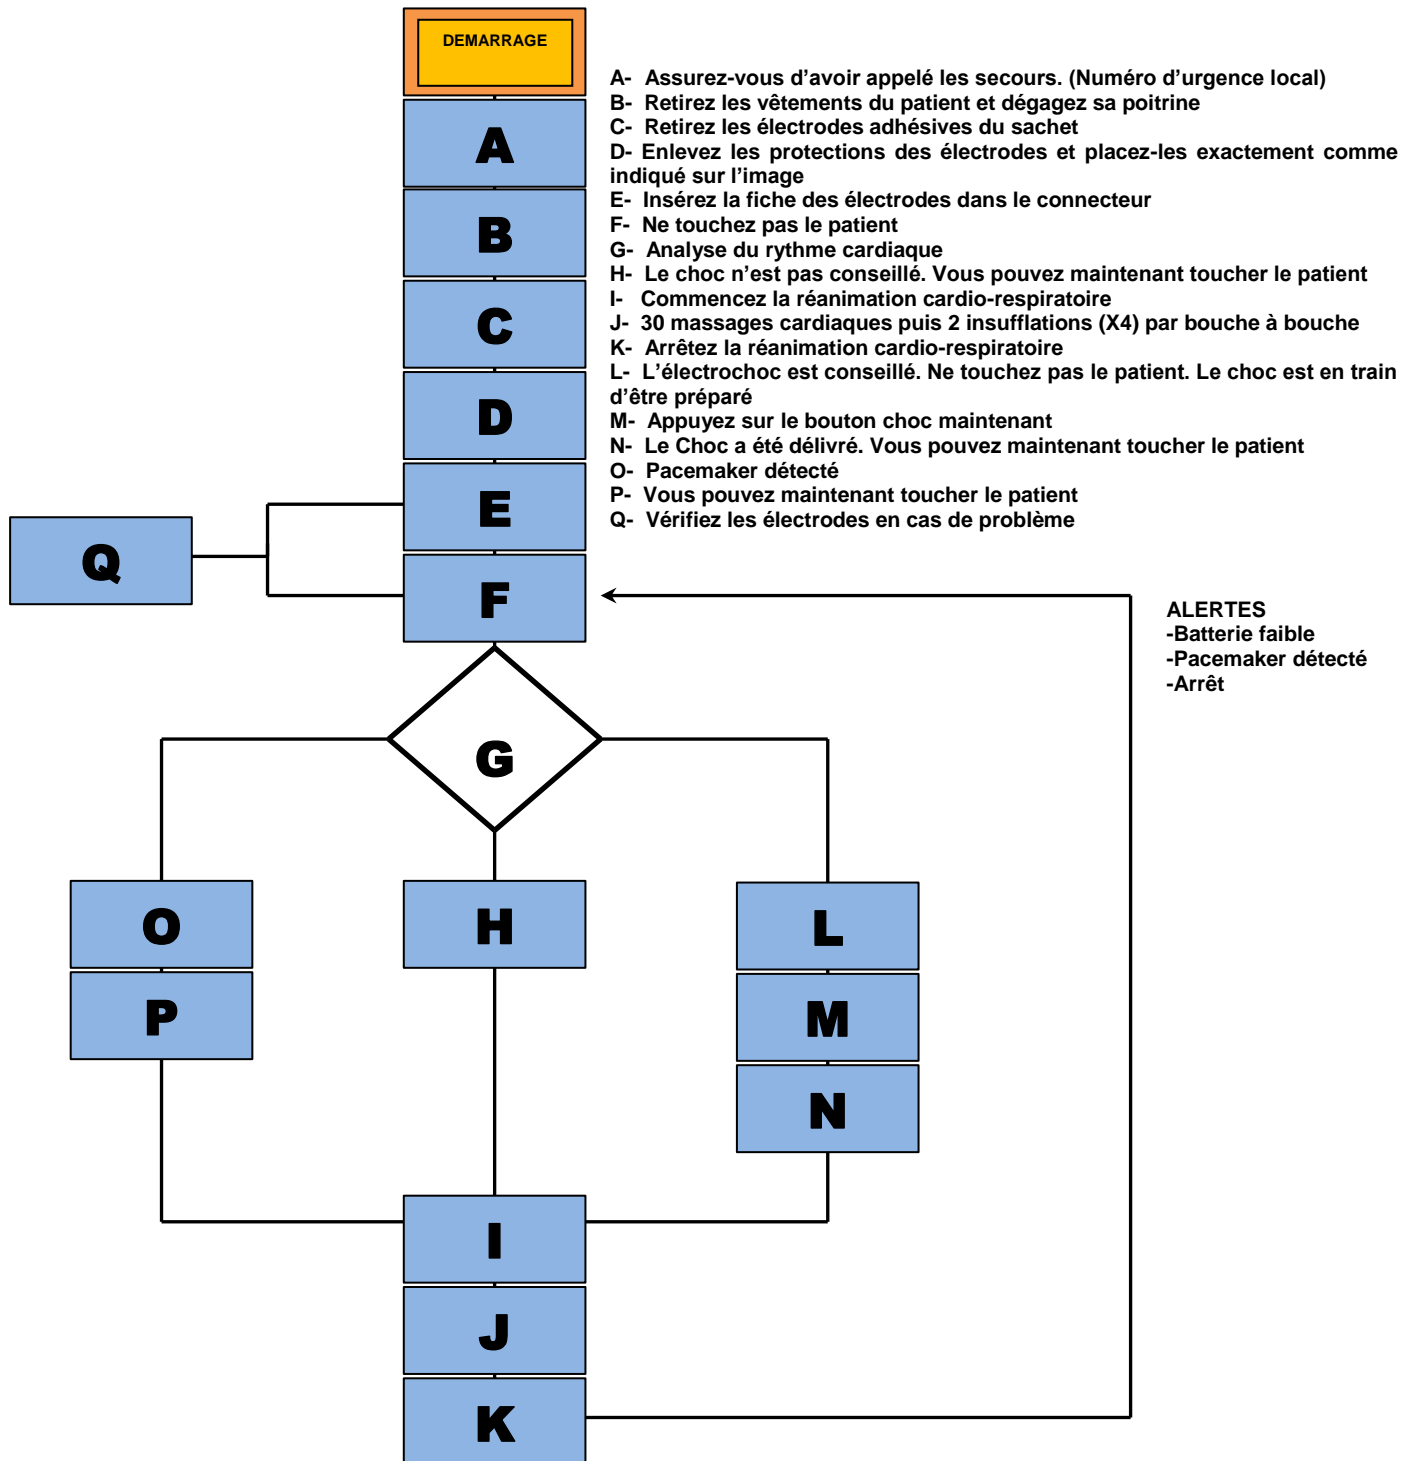 DEMARRAGE
A- Assurez-vous d'avoir appelé les secours. (Numéro d'urgence local)
B- Retirez les vêtements du patient et dégagez sa poitrine
C- Retirez les électrodes adhésives du sachet
D- Enlevez les protections des électrodes et placez-les exactement comme
indiqué sur l'image
E- Insérez la fiche des électrodes dans le connecteur
F- Ne touchez pas le patient
G- Analyse du rythme cardiaque
H- Le choc n'est pas conseillé. Vous pouvez maintenant toucher le patient
I- Commencez la réanimation cardio-respiratoire
J- 30 massages cardiaques puis 2 insufflations (X4) par bouche à bouche
K- Arrêtez la réanimation cardio-respiratoire
L- L'électrochoc est conseillé. Ne touchez pas le patient. Le choc est en train
d'être préparé
M- Appuyez sur le bouton choc maintenant
N- Le Choc a été délivré. Vous pouvez maintenant toucher le patient
O- Pacemaker détecté
P- Vous pouvez maintenant toucher le patient
Q- Vérifiez les électrodes en cas de problème
A
B
C
D
E
Q
F
ALERTES
-Batterie faible
-Pacemaker détecté
-Arrêt
G
O
H
L
P
M
N
I
J
K